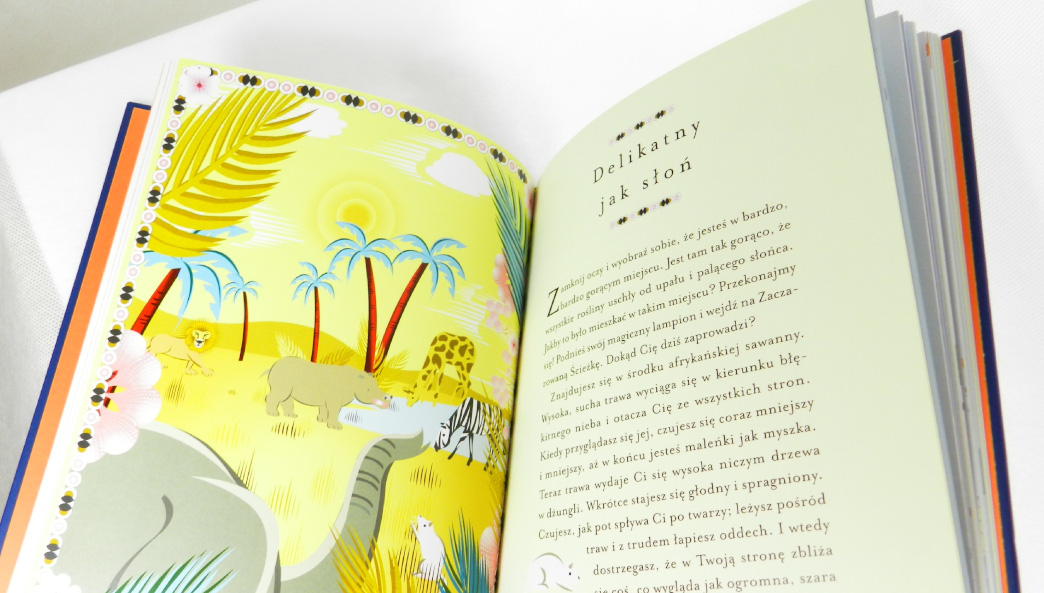 Delikatny
jak słoń
Zamknij oczy i wyobraź sobie, że jesteś w bardzo,
bardzo gorącym miejscu. Jest tam tak gorąco, że
wszystkie rośliny uschły od upału i palącego słońca.
Jakby to było mieszkać w takim miejscu? Przekonajmy
się! Podnieś swój magiczny lampion i wejdź na Zacza-
rowaną Ścieżkę. Dokąd Cię dziś zaprowadzi?
Znajdujesz się w środku afrykańskiej sawanny.
Wysoka, sucha trawa wyciąga się w kierunku błę-
kitnego nieba i otacza Cię ze wszystkich stron.
Kiedy przyglądasz się jej, czujesz się coraz mniejszy
i mniejszy, aż w końcu jesteś maleńki jak myszka.
Teraz trawa wydaje Ci się wysoka niczym drzewa
w dżungli. Wkrótce stajesz się głodny i spragniony.
Czujesz, jak pot spływa Ci po twarzy; leżysz pośród
traw i z trudem łapiesz oddech. I wtedy
dostrzegasz, że w Twoją stronę zbliża
się coś, co wygląda jak ogromna, szara